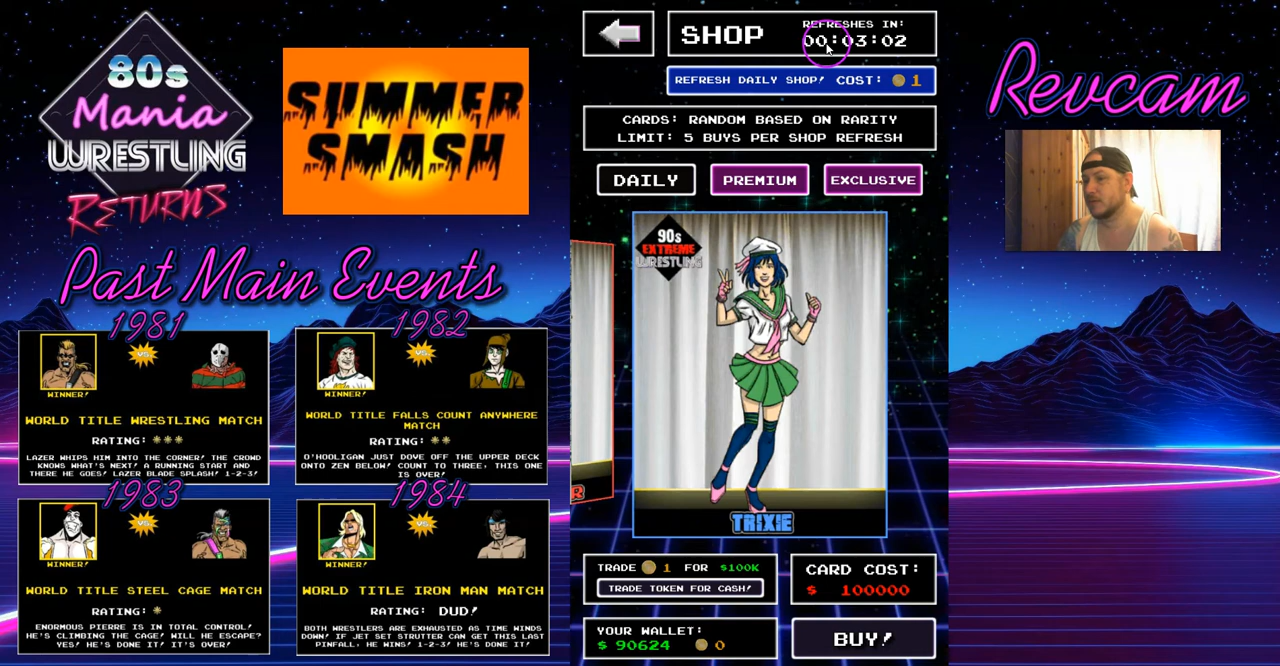 80s
Mania
WRESTLING
RETURNS
SUMMER
SMASH
Past Main Events
1981
VS
WINNER!
WORLD TITLE WRESTLING MATCH
RATING: ***
LAZER WHIPS HIM INTO THE CORNER! THE CROWD
KNOWS WHAT'S NEXT! A RUNNING START AND
THERE HE GOES! LAZER BLADE SPLASH! 1-2-3!
1982
VS
WINNER!
WORLD TITLE FALLS COUNT ANYWHERE
MATCH
RATING: **
O'HOOLIGAN JUST DOVE OFF THE UPPER DECK
ONTO ZEN BELOW! COUNT TO THREE, THIS ONE
IS OVER!
1983
VS
WINNER!
WORLD TITLE STEEL CAGE MATCH
RATING: *
ENORMOUS PIERRE IS IN TOTAL CONTROL!
HE'S CLIMBING THE CAGE! WILL HE ESCAPE?
YES! HE'S DONE IT! IT'S OVER!
1984
VS
WINNER!
WORLD TITLE IRON MAN MATCH
RATING: DUD!
BOTH WRESTLERS ARE EXHAUSTED AS TIME WINDS
DOWN! IF JET SET STRUTTER CAN GET THIS LAST
PINFALL, HE WINS! 1-2-3! HE'S DONE IT!
SHOP
REFRESHES IN:
00:03:02
REFRESH DAILY SHOP! COST: 1
CARDS: RANDOM BASED ON RARITY
LIMIT: 5 BUYS PER SHOP REFRESH
DAILY
PREMIUM
EXCLUSIVE
90s
EXTREME
WRESTLING
R
TRIXIE
TRADE 1 FOR $100K
TRADE TOKEN FOR CASH!
CARD COST:
$ 100000
YOUR WALLET:
$ 90624 0
BUY!
Revcam